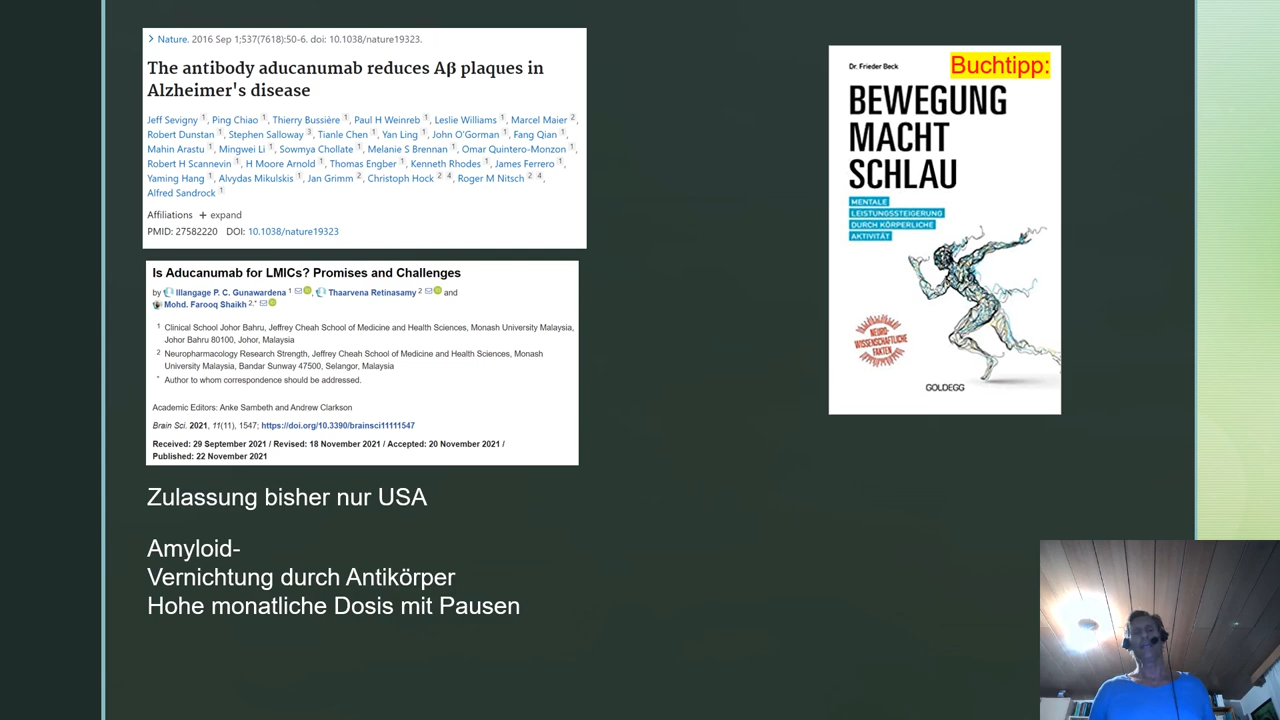 > Nature. 2016 Sep 1;537(7618):50-6. doi: 10.1038/nature19323.
The antibody aducanumab reduces Aβ plaques in
Alzheimer's disease
Jeff Sevigny 1, Ping Chiao 1, Thierry Bussière 1, Paul H Weinreb 1, Leslie Williams 1, Marcel Maier 2,
Robert Dunstan 1, Stephen Salloway 3, Tianle Chen 1, Yan Ling 1, John O'Gorman 1, Fang Qian 1,
Mahin Arastu 1, Mingwei Li 1, Sowmya Chollate 1, Melanie S Brennan 1, Omar Quintero-Monzon 1,
Robert H Scannevin 1, H Moore Arnold 1, Thomas Engber 1, Kenneth Rhodes 1, James Ferrero 1,
Yaming Hang 1, Alvydas Mikulskis 1, Jan Grimm 2, Christoph Hock 2 4, Roger M Nitsch 2 4,
Alfred Sandrock 1
Affiliations + expand
PMID: 27582220 DOI: 10.1038/nature19323
Is Aducanumab for LMICs? Promises and Challenges
by Illangage P. C. Gunawardena 1, Thaarvena Retinasamy 2 and
Mohd. Farooq Shaikh 2,*
1 Clinical School Johor Bahru, Jeffrey Cheah School of Medicine and Health Sciences, Monash University Malaysia,
Johor Bahru 80100, Johor, Malaysia
2 Neuropharmacology Research Strength, Jeffrey Cheah School of Medicine and Health Sciences, Monash
University Malaysia, Bandar Sunway 47500, Selangor, Malaysia
* Author to whom correspondence should be addressed.
Academic Editors: Anke Sambeth and Andrew Clarkson
Brain Sci. 2021, 11(11), 1547; https://doi.org/10.3390/brainsci11111547
Received: 29 September 2021 / Revised: 18 November 2021 / Accepted: 20 November 2021 /
Published: 22 November 2021
Zulassung bisher nur USA
Amyloid-
Vernichtung durch Antikörper
Hohe monatliche Dosis mit Pausen
Buchtipp:
Dr. Frieder Beck
BEWEGUNG
MACHT
SCHLAU
MENTALE
LEISTUNGSSTEIGERUNG
DURCH KÖRPERLICHE
AKTIVITÄT
NEURO-
WISSENSCHAFTLICHE
FAKTEN
GOLDEGG